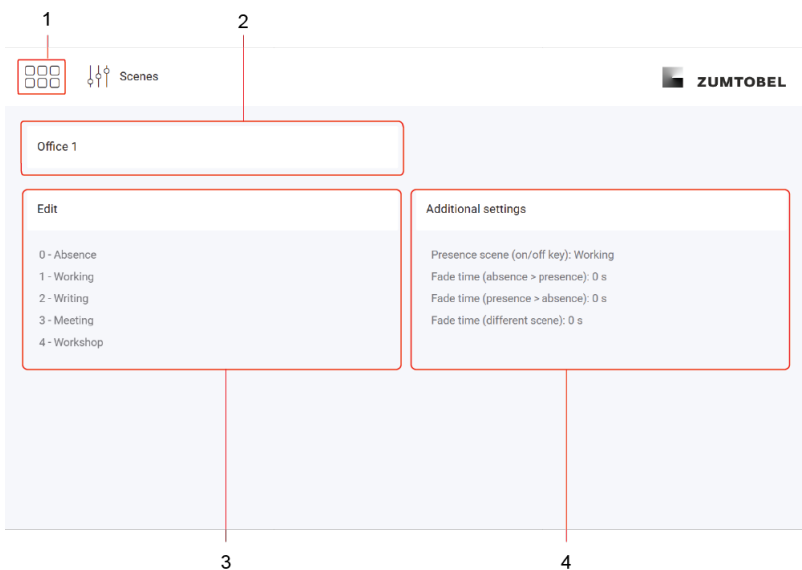 1
2
Scenes
ZUMTOBEL
Office 1
Edit
0 - Absence
1 - Working
2 - Writing
3 - Meeting
4 - Workshop
Additional settings
Presence scene (on/off key): Working
Fade time (absence > presence): 0 s
Fade time (presence > absence): 0 s
Fade time (different scene): 0 s
3
4